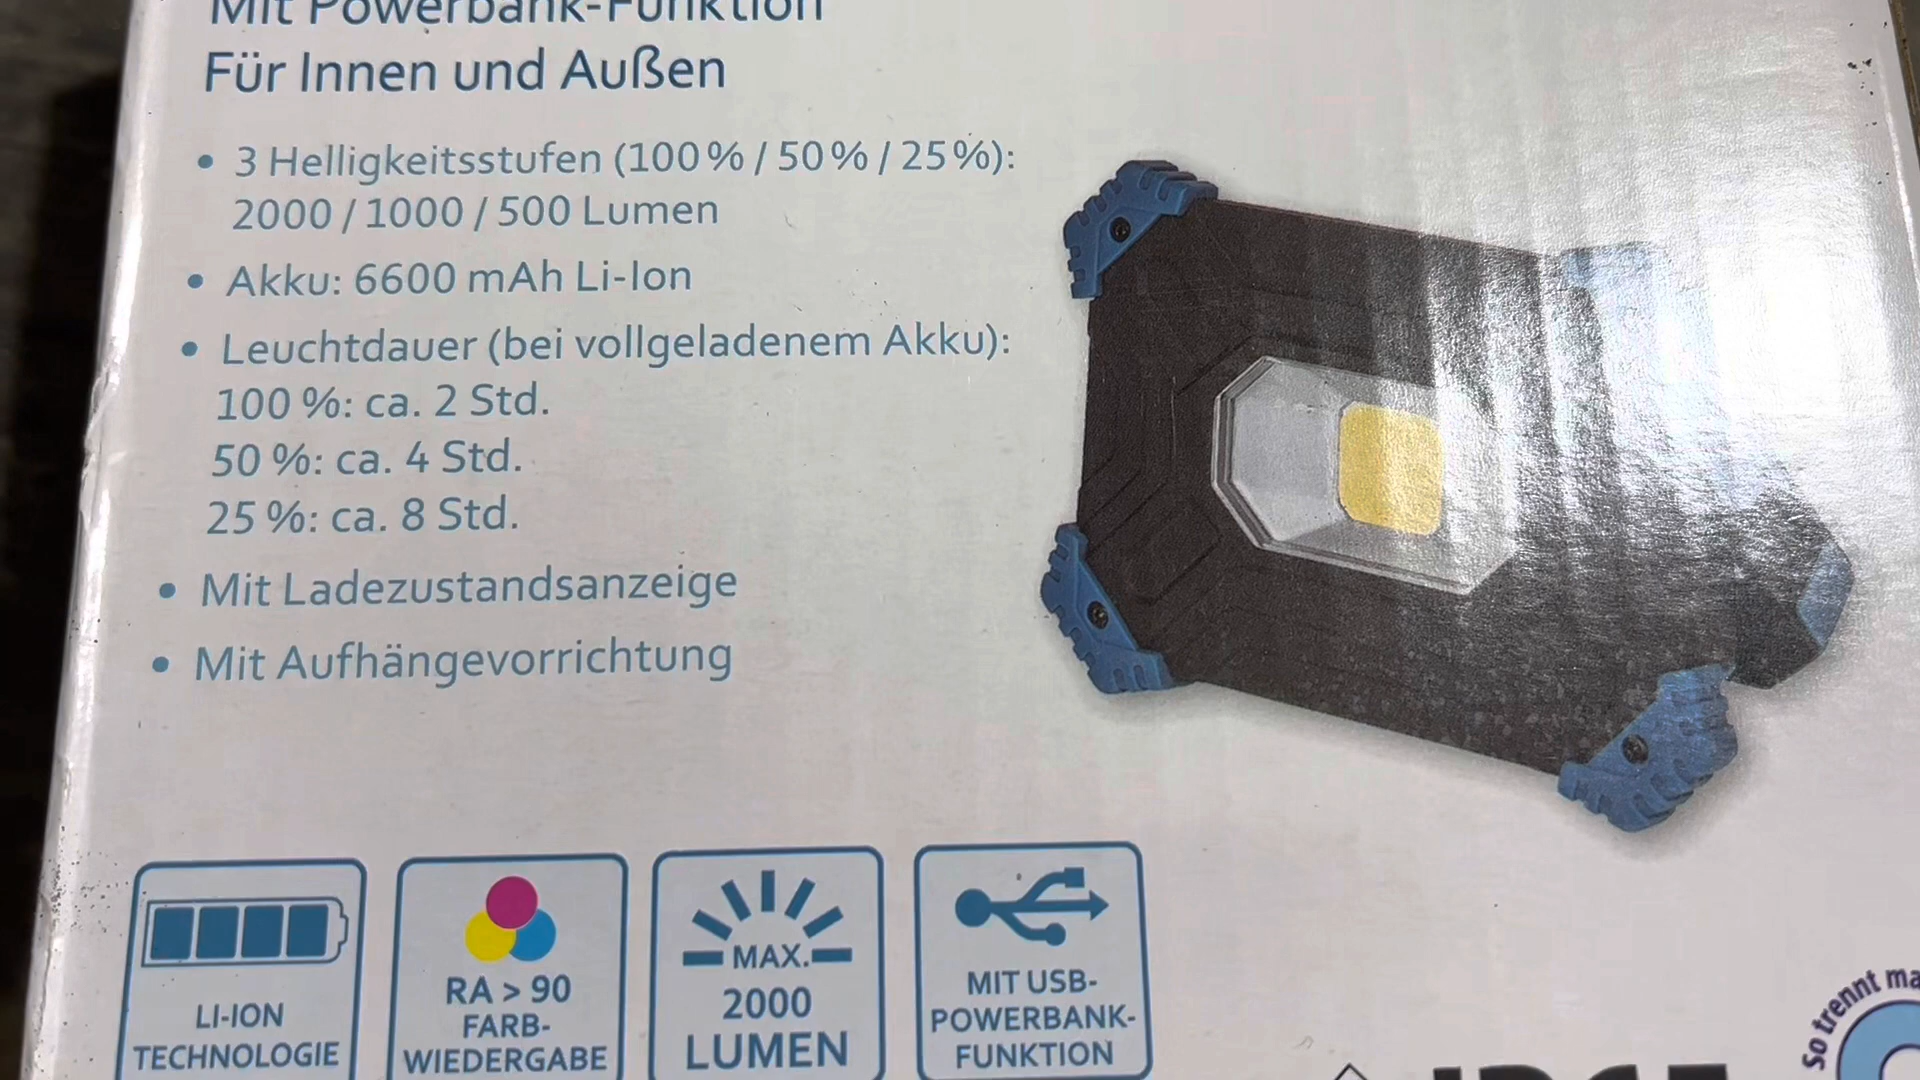 Mit Powerbank-Funktion
Für Innen und Außen
• 3 Helligkeitsstufen (100 % / 50 % / 25 %):
2000 / 1000 / 500 Lumen
• Akku: 6600 mAh Li-Ion
• Leuchtdauer (bei vollgeladenem Akku):
100 %: ca. 2 Std.
50 %: ca. 4 Std.
25 %: ca. 8 Std.
• Mit Ladezustandsanzeige
• Mit Aufhängevorrichtung
LI-ION
TECHNOLOGIE
RA > 90
FARB-
WIEDERGABE
MAX.
2000
LUMEN
MIT USB-
POWERBANK-
FUNKTION
So trennt